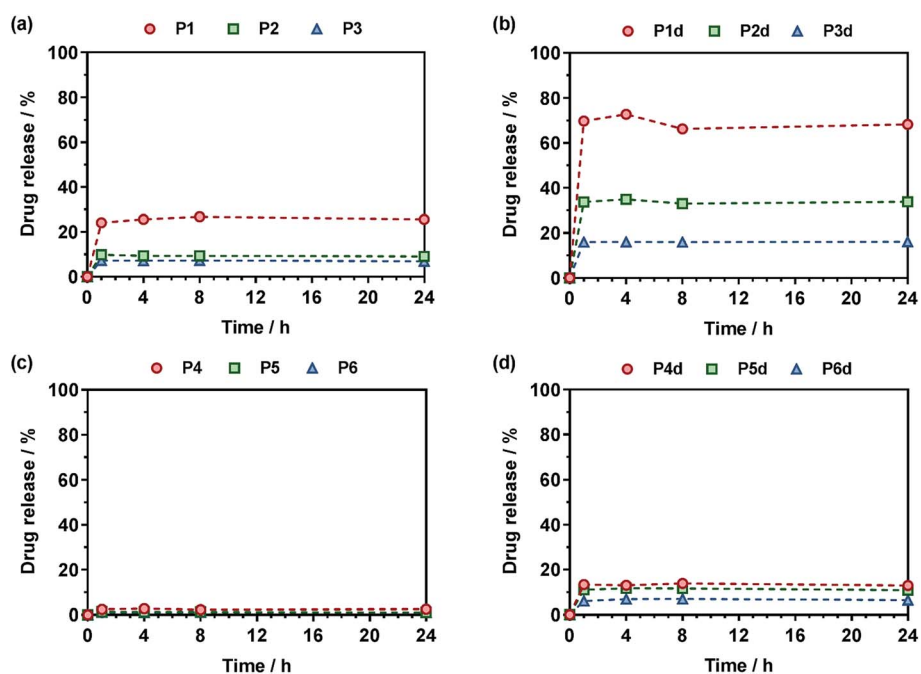 (a) P1 P2 P3
Drug release / %
100
80
60
40
20
0
0 4 8 12 16 20 24
Time / h
(b) P1d P2d P3d
Drug release / %
100
80
60
40
20
0
0 4 8 12 16 20 24
Time / h
(c) P4 P5 P6
Drug release / %
100
80
60
40
20
0
0 4 8 12 16 20 24
Time / h
(d) P4d P5d P6d
Drug release / %
100
80
60
40
20
0
0 4 8 12 16 20 24
Time / h